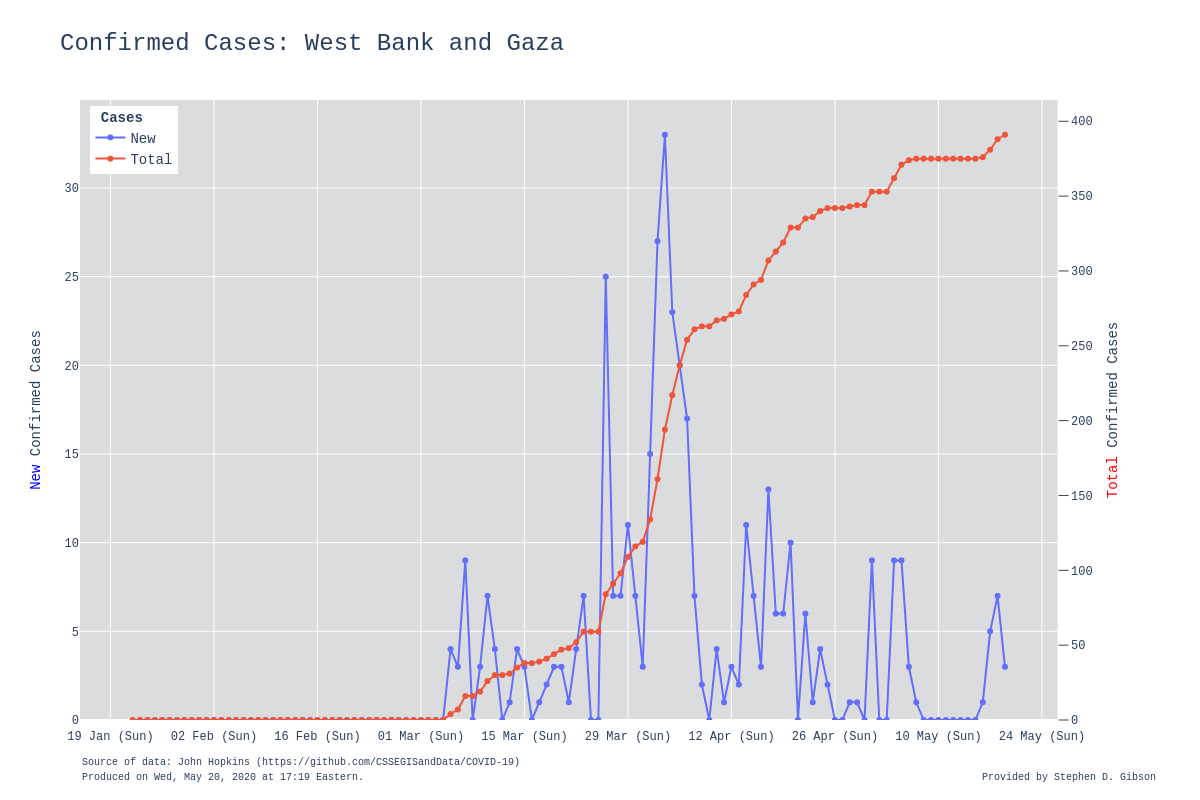 Confirmed Cases: West Bank and Gaza
Cases
New
Total
30
25
20
15
10
5
0
New Confirmed Cases
400
350
300
250
200
150
100
50
0
Total Confirmed Cases
19 Jan (Sun) 02 Feb (Sun) 16 Feb (Sun) 01 Mar (Sun) 15 Mar (Sun) 29 Mar (Sun) 12 Apr (Sun) 26 Apr (Sun) 10 May (Sun) 24 May (Sun)
Source of data: John Hopkins (https://github.com/CSSEGISandData/COVID-19)
Produced on Wed, May 20, 2020 at 17:19 Eastern.
Provided by Stephen D. Gibson